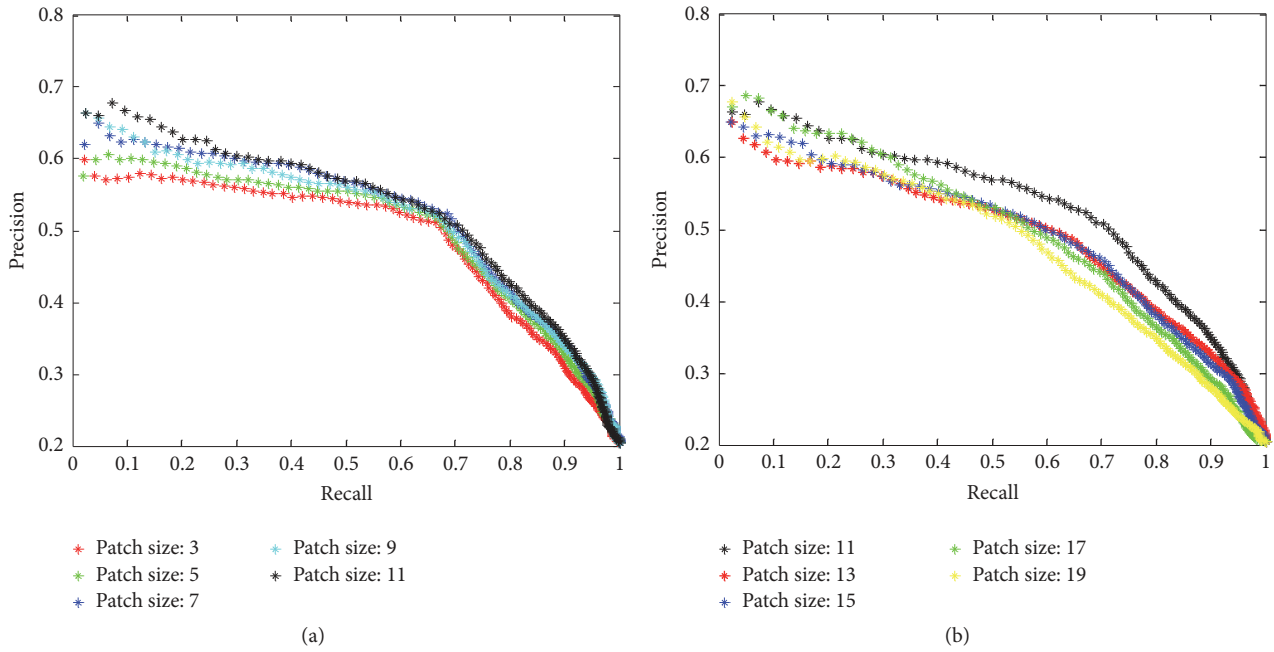 0.8
0.7
0.6
0.5
0.4
0.3
0.2
Precision
0 0.1 0.2 0.3 0.4 0.5 0.6 0.7 0.8 0.9 1
Recall
Patch size: 3
Patch size: 5
Patch size: 7
Patch size: 9
Patch size: 11
(a)
0.8
0.7
0.6
0.5
0.4
0.3
0.2
Precision
0 0.1 0.2 0.3 0.4 0.5 0.6 0.7 0.8 0.9 1
Recall
Patch size: 11
Patch size: 13
Patch size: 15
Patch size: 17
Patch size: 19
(b)